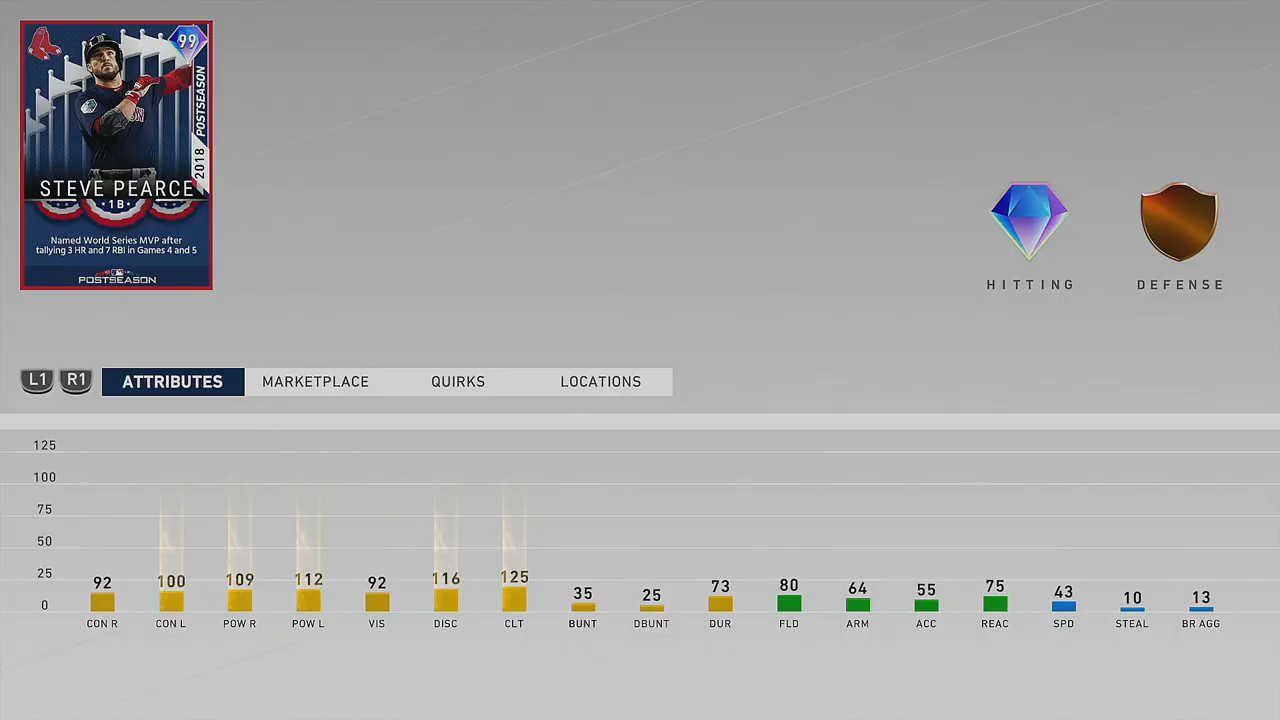 99
2018 POSTSEASON
STEVE PEARCE
1B
Named World Series MVP after
tallying 3 HR and 7 RBI in Games 4 and 5
POSTSEASON
HITTING DEFENSE
L1 R1 ATTRIBUTES MARKETPLACE QUIRKS LOCATIONS
125
100
75
50
25
0
92 100 109 112 92 116 125 35 25 73 80 64 55 75 43 10 13
CON R CON L POW R POW L VIS DISC CLT BUNT DBUNT DUR FLD ARM ACC REAC SPD STEAL BR AGG